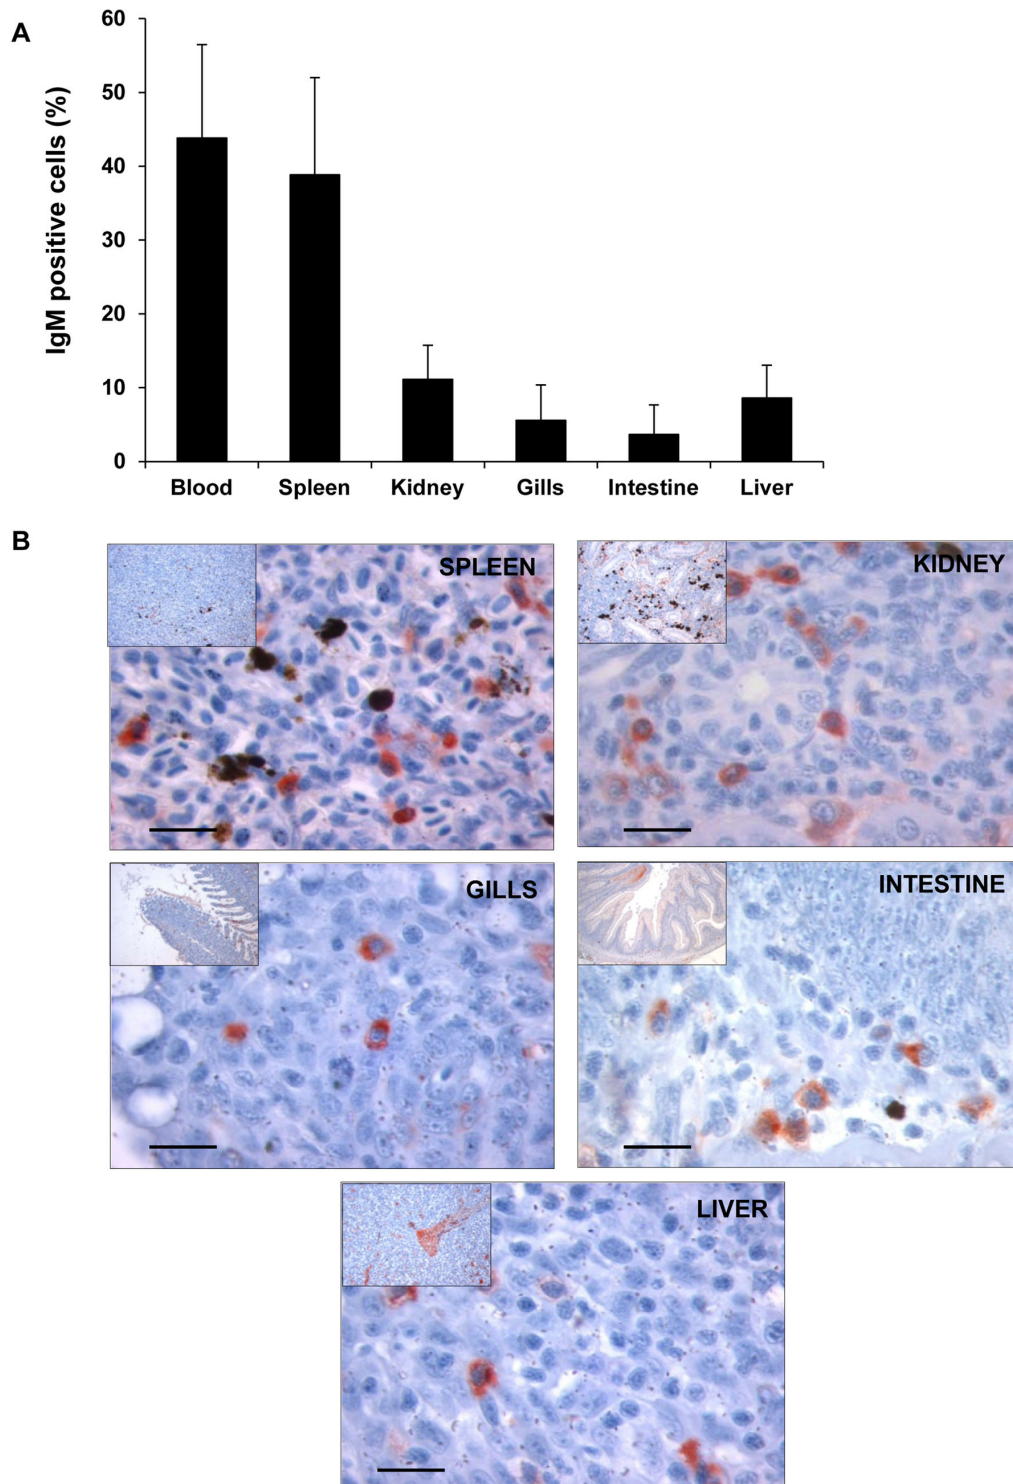 A
60
50
40
30
20
10
0
IgM positive cells (%)
Blood Spleen Kidney Gills Intestine Liver
B
SPLEEN
KIDNEY
GILLS
INTESTINE
LIVER